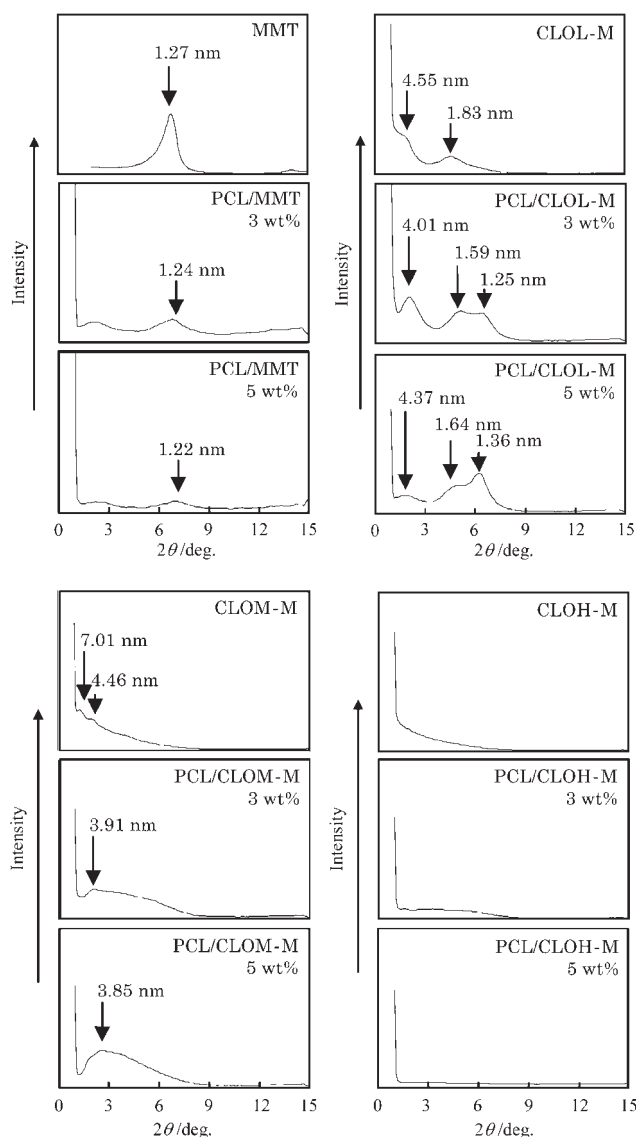 MMT
1.27 nm
PCL/MMT
3 wt%
1.24 nm
PCL/MMT
5 wt%
1.22 nm
Intensity
0 3 6 9 12 15
2θ/deg.
CLOL-M
4.55 nm
1.83 nm
PCL/CLOL-M
3 wt%
4.01 nm
1.59 nm
1.25 nm
PCL/CLOL-M
5 wt%
4.37 nm
1.64 nm
1.36 nm
Intensity
0 3 6 9 12 15
2θ/deg.
CLOM-M
7.01 nm
4.46 nm
PCL/CLOM-M
3 wt%
3.91 nm
PCL/CLOM-M
5 wt%
3.85 nm
Intensity
0 3 6 9 12 15
2θ/deg.
CLOH-M
PCL/CLOH-M
3 wt%
PCL/CLOH-M
5 wt%
Intensity
0 3 6 9 12 15
2θ/deg.